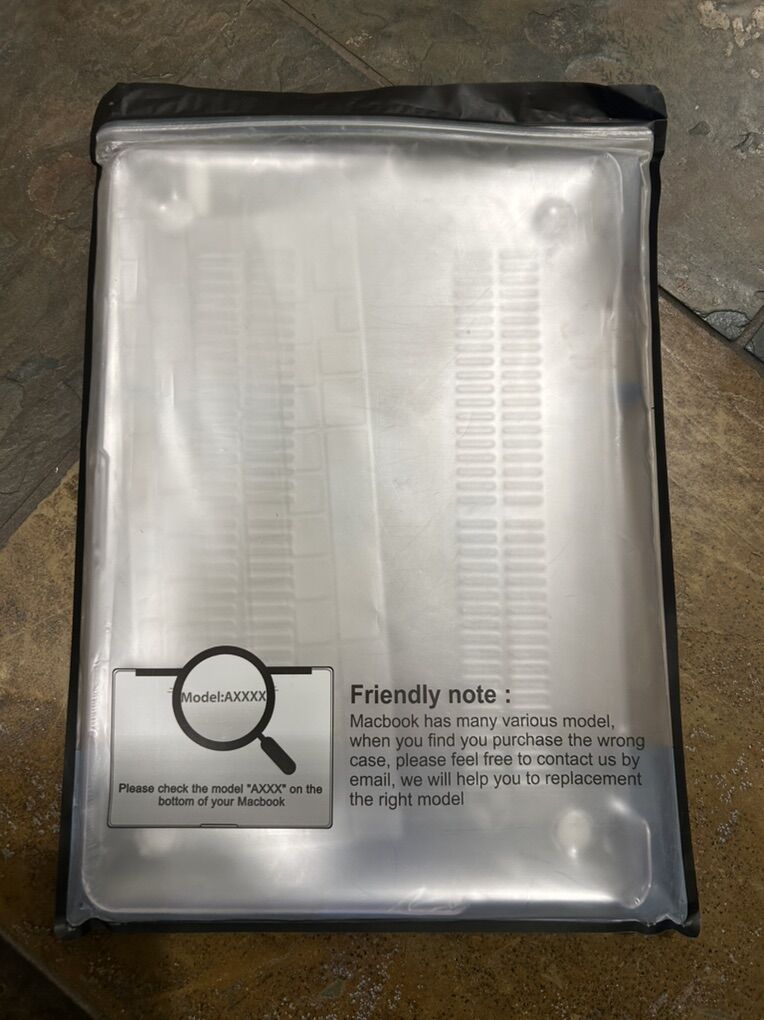 Model:AXXXX
Please check the model "AXXX" on the
bottom of your Macbook
Friendly note :
Macbook has many various model,
when you find you purchase the wrong
case, please feel free to contact us by
email, we will help you to replacement
the right model